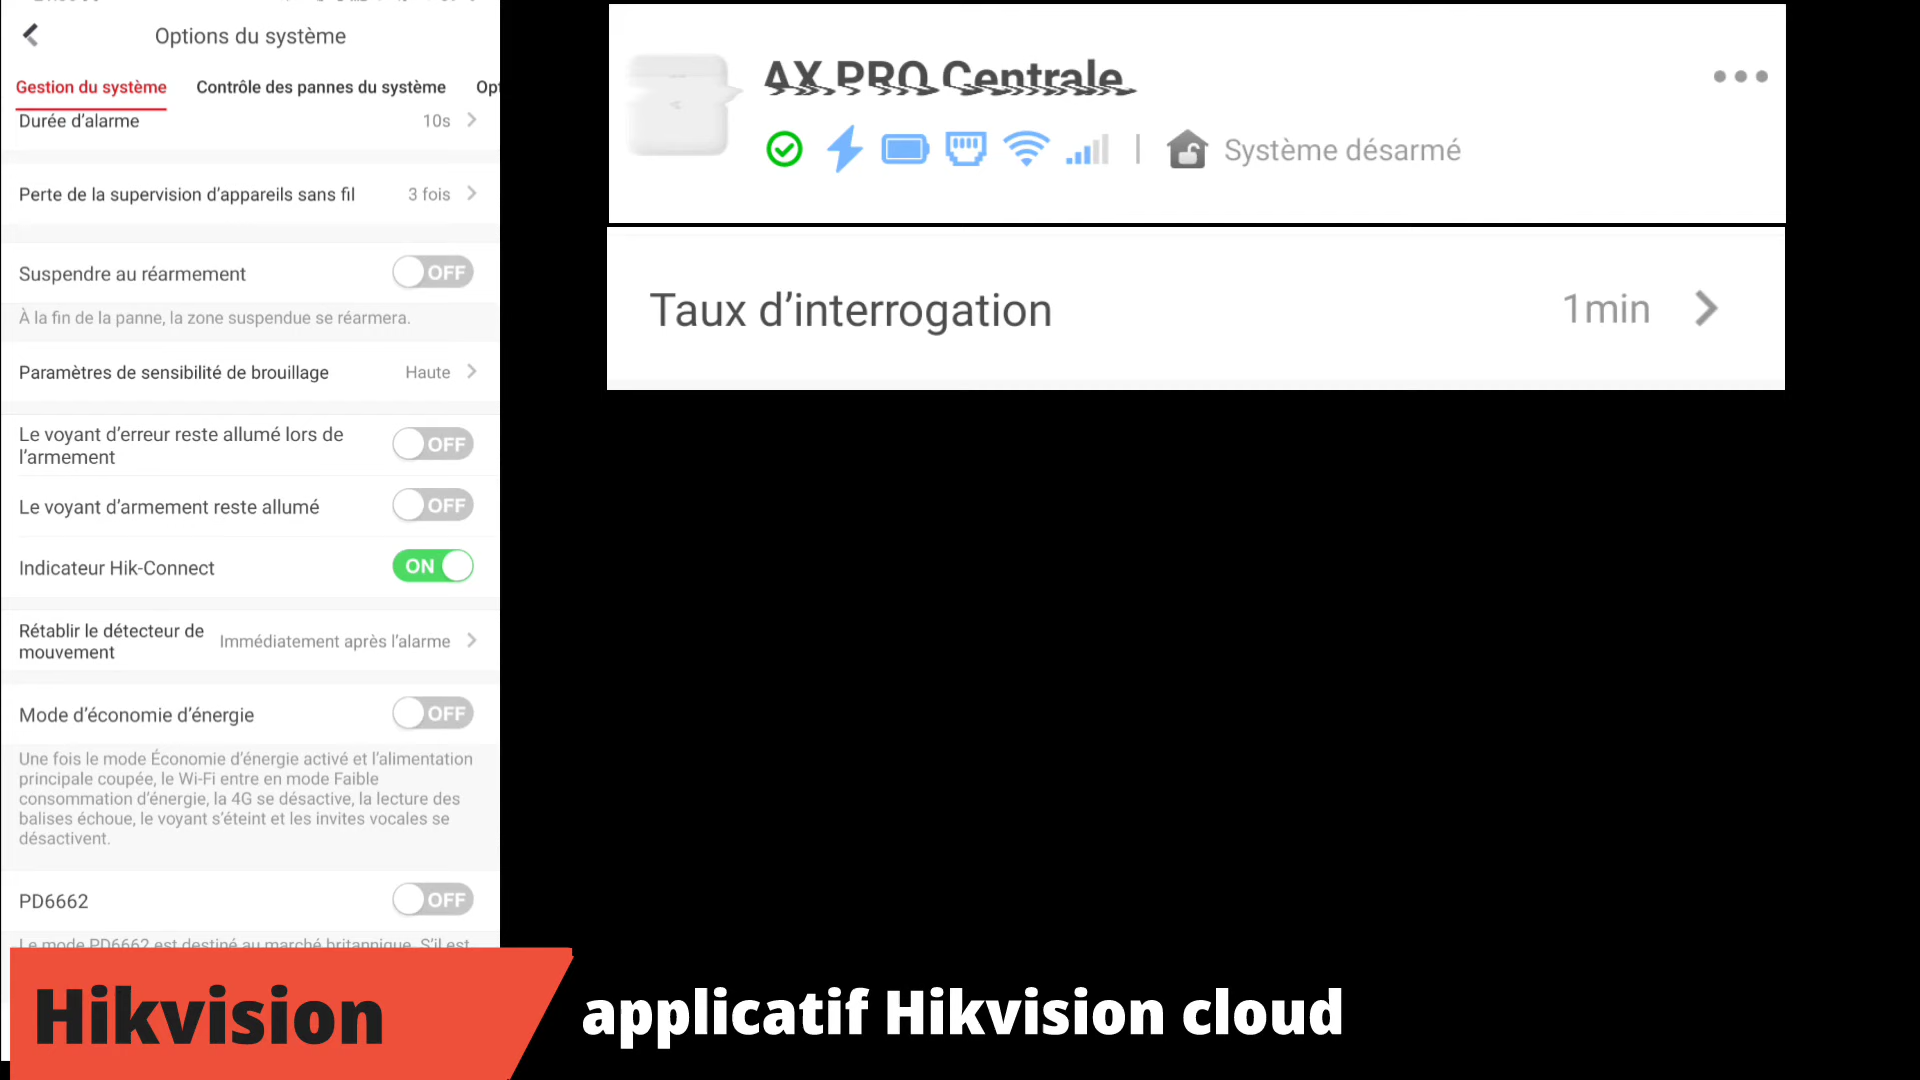 Options du système
Gestion du système
Contrôle des pannes du système
Opt
Durée d’alarme
10s
Perte de la supervision d’appareils sans fil
3 fois
Suspendre au réarmement
OFF
À la fin de la panne, la zone suspendue se réarmera.
Paramètres de sensibilité de brouillage
Haute
Le voyant d’erreur reste allumé lors de
l’armement
OFF
Le voyant d’armement reste allumé
OFF
Indicateur Hik-Connect
ON
Rétablir le détecteur de
mouvement
Immédiatement après l’alarme
Mode d’économie d’énergie
OFF
Une fois le mode Économie d’énergie activé et l’alimentation
principale coupée, le Wi-Fi entre en mode Faible
consommation d’énergie, la 4G se désactive, la lecture des
balises échoue, le voyant s’éteint et les invites vocales se
désactivent.
PD6662
OFF
Le mode PD6662 est destiné au marché britannique. S’il est
AX PRO Centrale
Système désarmé
Taux d’interrogation
1min
Hikvision
applicatif Hikvision cloud